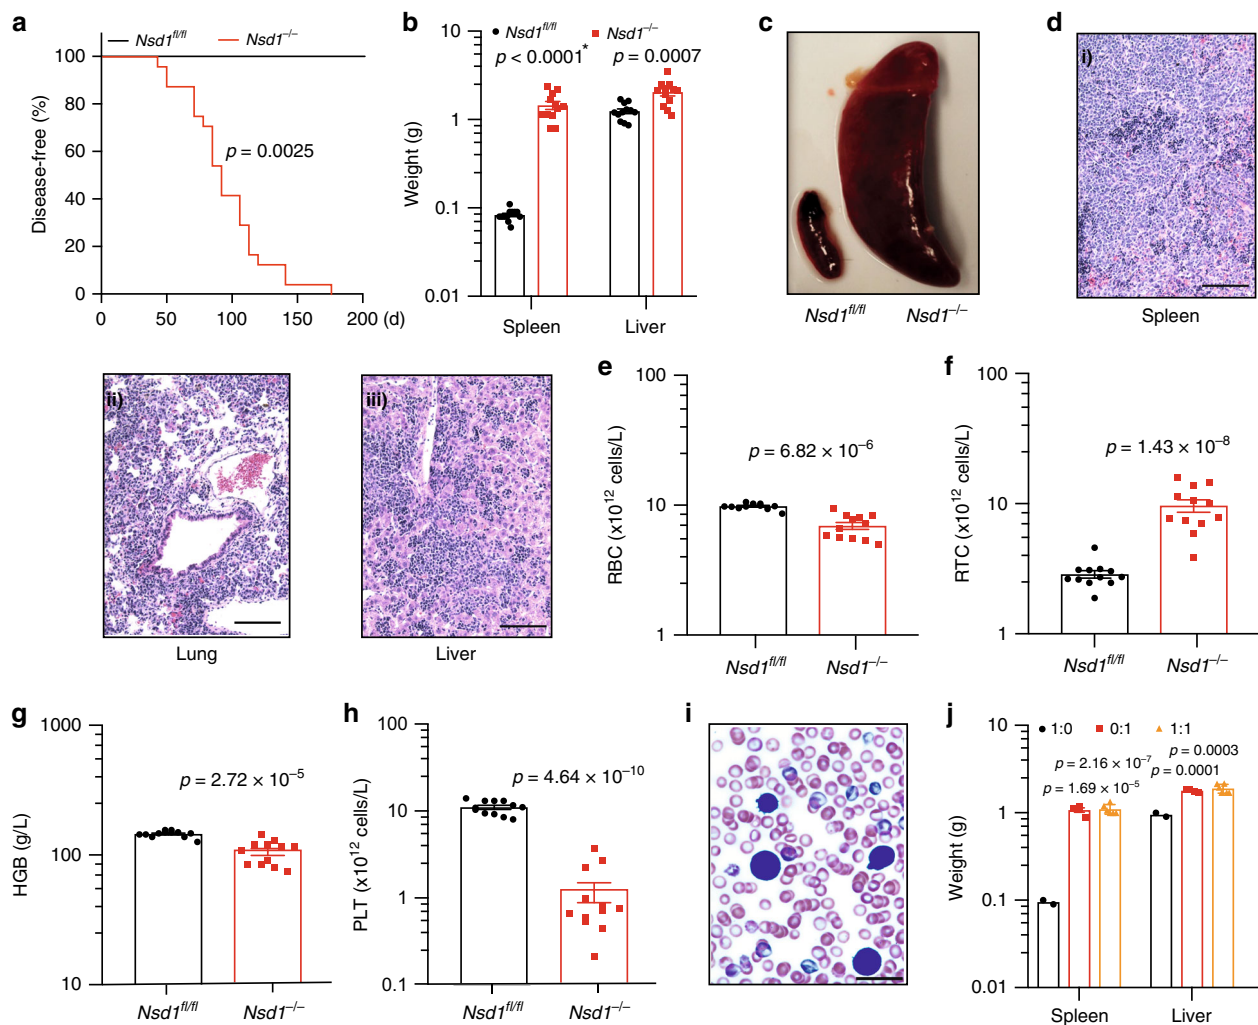 a
Nsd1fl/fl
Nsd1–/–
100
80
60
40
20
0
Disease-free (%)
p = 0.0025
0
50
100
150
200
(d)
b
Nsd1fl/fl
Nsd1–/–
p < 0.0001*
p = 0.0007
10
1
0.1
0.01
Weight (g)
Spleen
Liver
c
Nsd1fl/fl
Nsd1–/–
d
i)
Spleen
ii)
Lung
iii)
Liver
e
100
10
1
RBC (x10^12 cells/L)
p = 6.82 × 10^–6
Nsd1fl/fl
Nsd1–/–
f
100
10
1
RTC (x10^12 cells/L)
p = 1.43 × 10^–8
Nsd1fl/fl
Nsd1–/–
g
1000
100
10
HGB (g/L)
p = 2.72 × 10^–5
Nsd1fl/fl
Nsd1–/–
h
100
10
1
0.1
PLT (x10^12 cells/L)
p = 4.64 × 10^–10
Nsd1fl/fl
Nsd1–/–
i
j
1:0
0:1
1:1
p = 2.16 × 10^–7
p = 1.69 × 10^–5
p = 0.0003
p = 0.0001
10
1
0.1
0.01
Weight (g)
Spleen
Liver